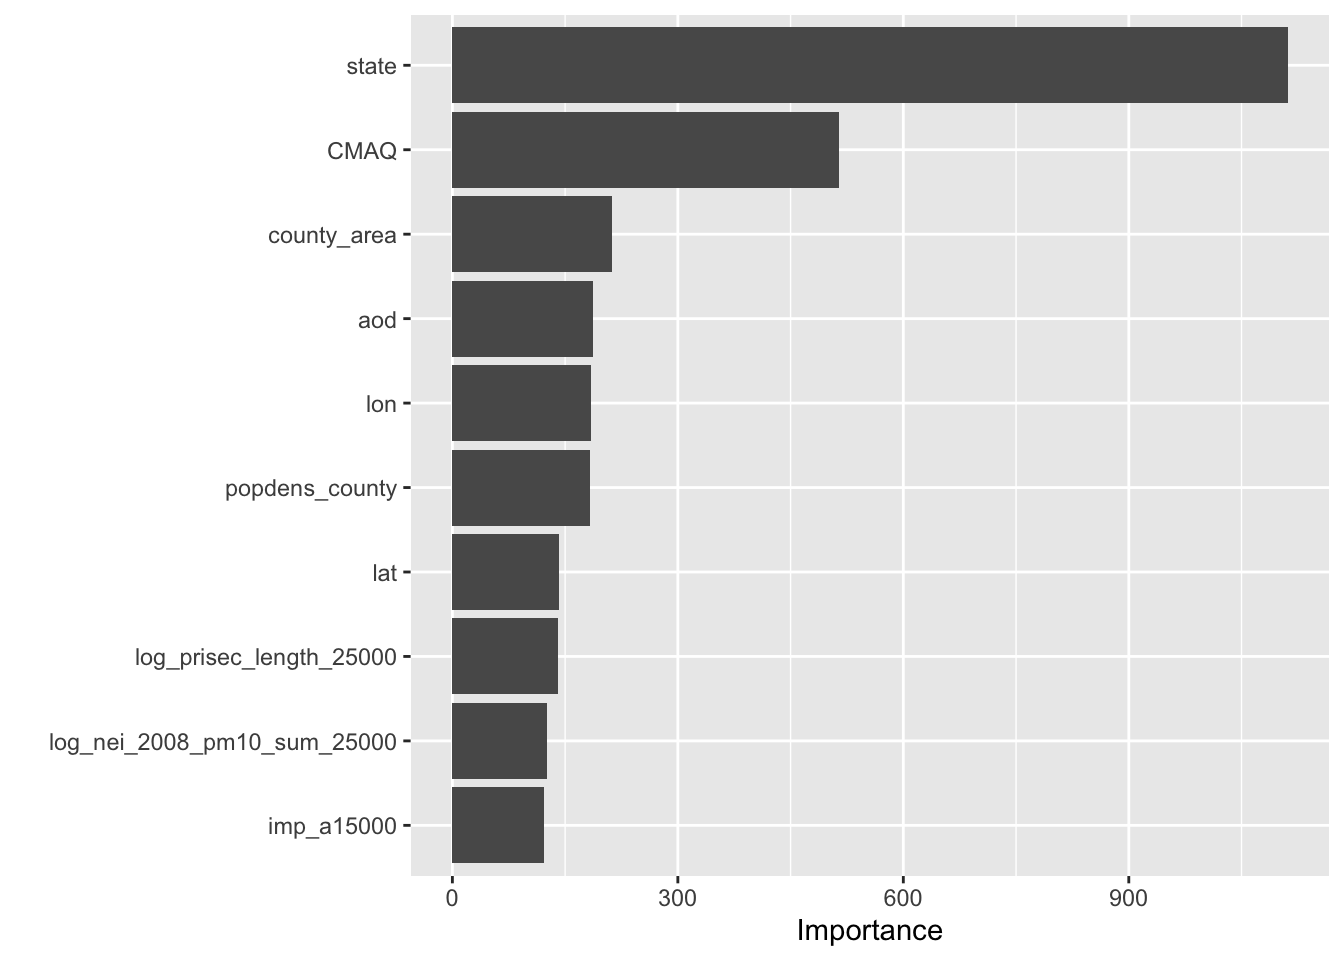 state
CMAQ
county_area
aod
lon
popdens_county
lat
log_prisec_length_25000
log_nei_2008_pm10_sum_25000
imp_a15000
0 300 600 900
Importance